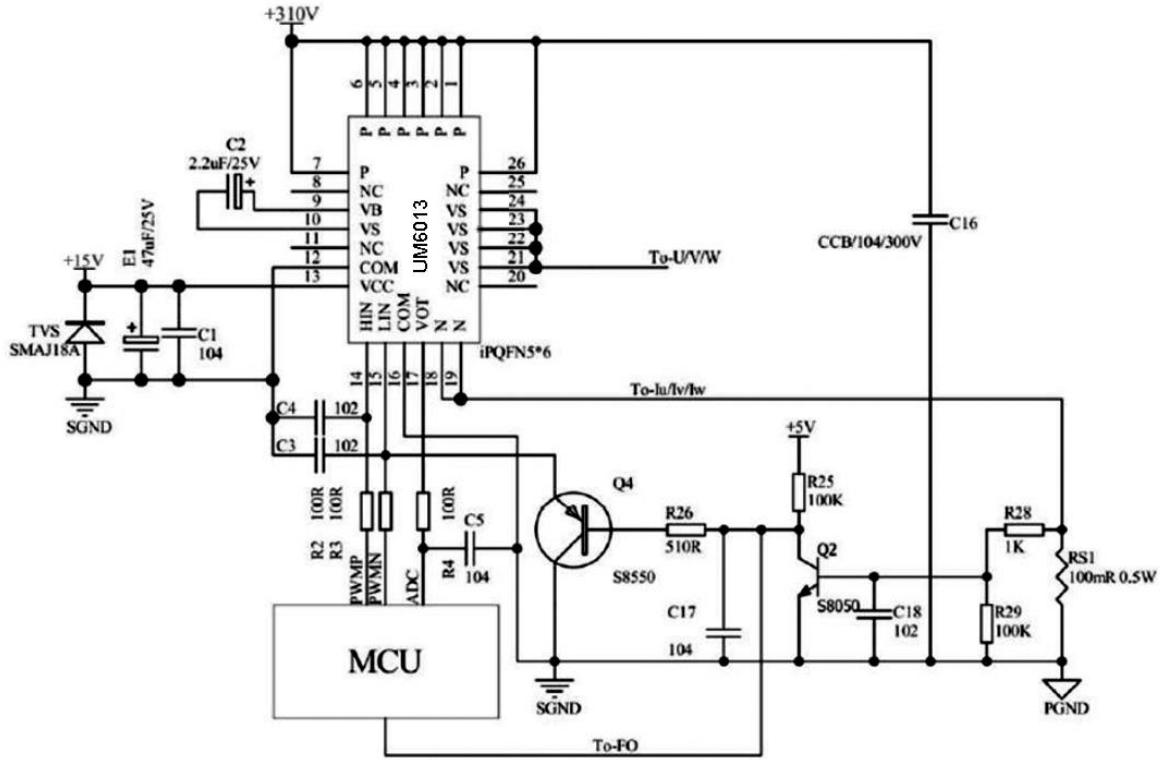 +310V
6 5 4 3 2 1
P P P P P P
C2
2.2uF/25V
7 P
8 NC
9 VB
10 VS
11 NC
12 COM
13 VCC
P 26
NC 25
VS 24
VS 23
VS 22
VS 21
NC 20
UM6013
HIN LIN COM VOT N N
iPQFN5*6
14 15 16 17 18 19
To-U/V/W
C16
CCB/104/300V
E1
47uF/25V
+15V
+
+
TVS
SMAJ18A
C1
104
SGND
To-Iu/Iv/Iw
C4 102
C3 102
+5V
R25
100K
R2 100R
R3 100R
R4 100R
C5
104
PWMP
PWMN
ADC
Q4
S8550
R26
510R
Q2
S8050
R28
1K
RS1
100mR 0.5W
C17
104
C18
102
R29
100K
MCU
SGND
PGND
To-FO